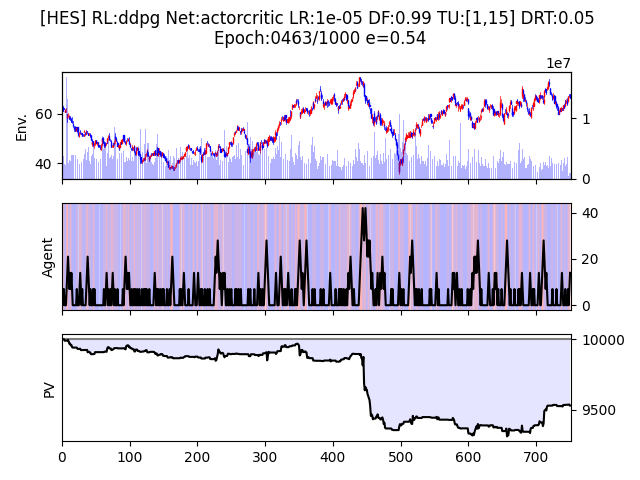 [HES] RL:ddpg Net:actorcritic LR:1e-05 DF:0.99 TU:[1,15] DRT:0.05
Epoch:0463/1000 e=0.54
1e7
Env.
60
40
1
0
Agent
40
20
0
PV
10000
9500
0 100 200 300 400 500 600 700